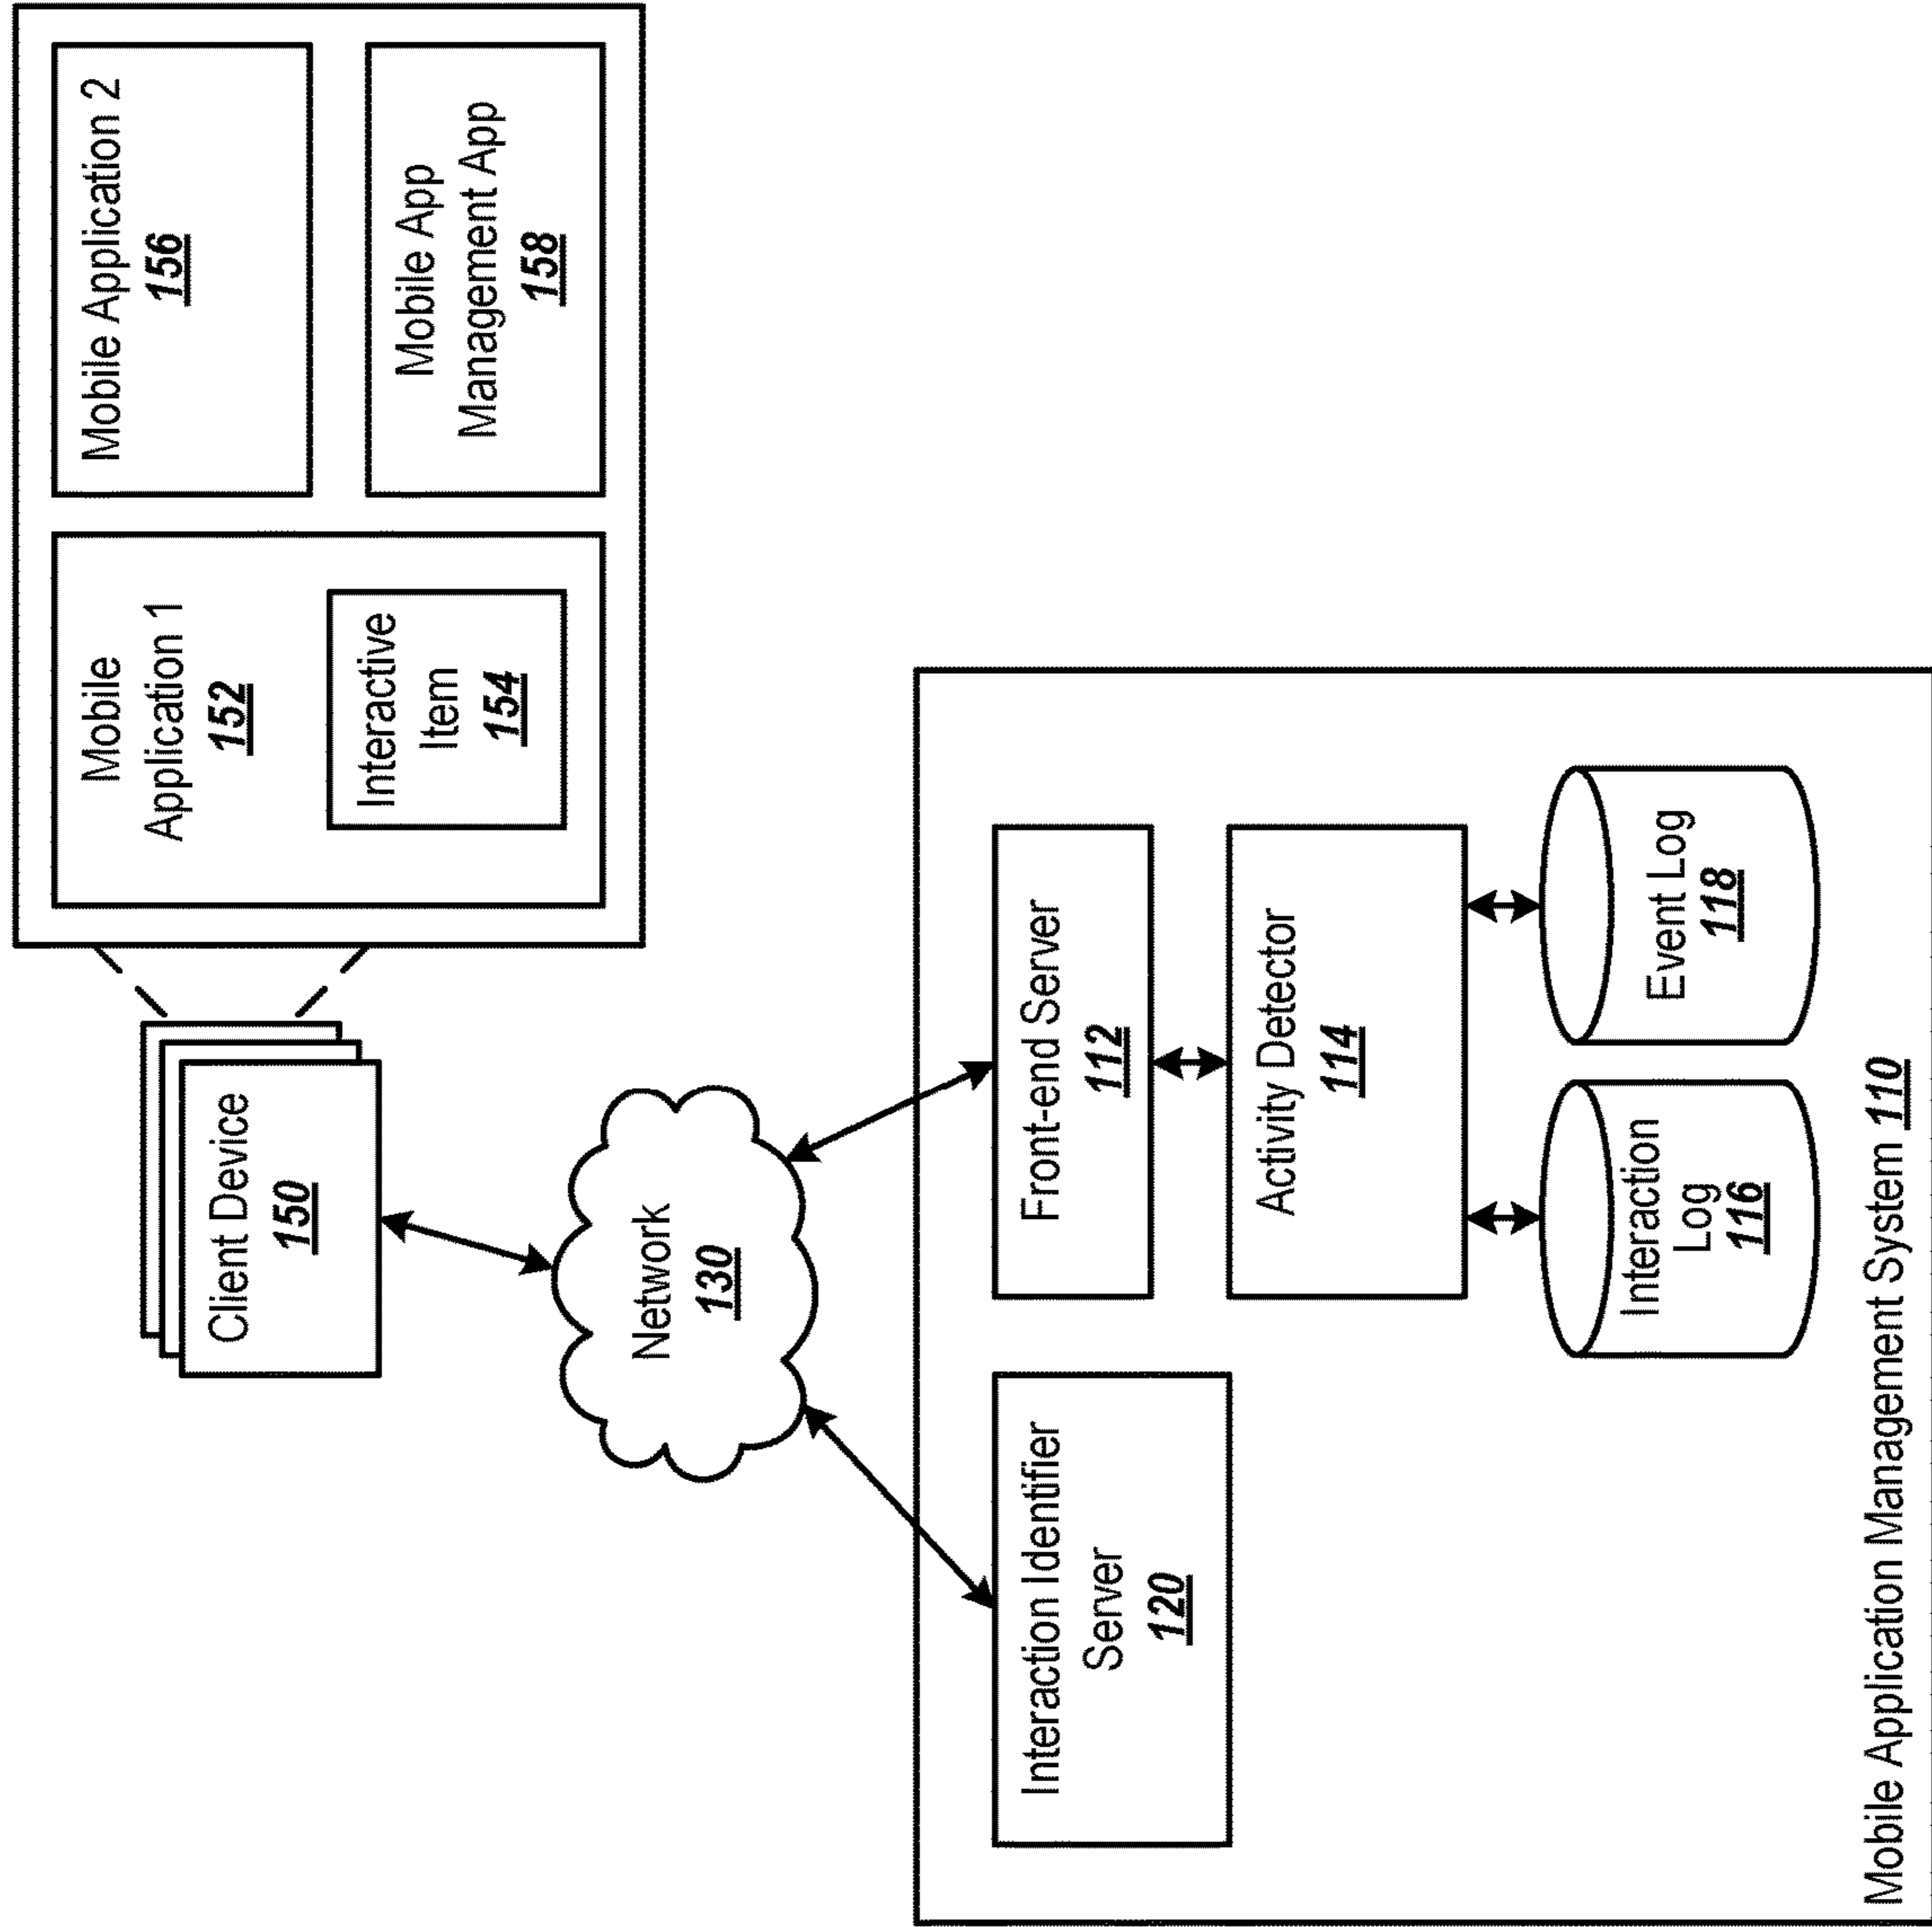 Client Device
150
Mobile
Application 1
152
Interactive
Item
154
Mobile Application 2
156
Mobile App
Management App
158
Network
130
Interaction Identifier
Server
120
Front-end Server
112
Activity Detector
114
Interaction
Log
116
Event Log
118
Mobile Application Management System 110